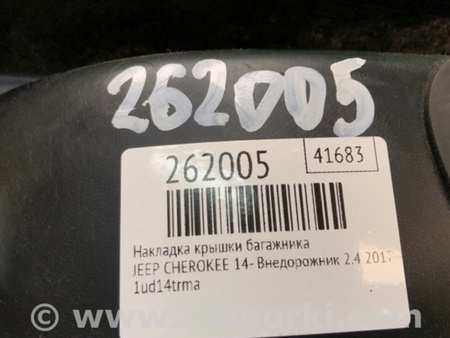 262005
262005
41683
Накладка крышки багажника
JEEP CHEROKEE 14- Внедорожник 2.4 2017
1ud14trma